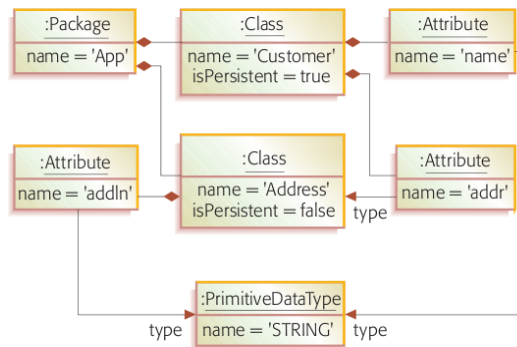 :Package
name = 'App'
:Class
name = 'Customer'
isPersistent = true
:Attribute
name = 'name'
:Attribute
name = 'addln'
:Class
name = 'Address'
isPersistent = false
:Attribute
name = 'addr'
type
:PrimitiveDataType
name = 'STRING'
type
type